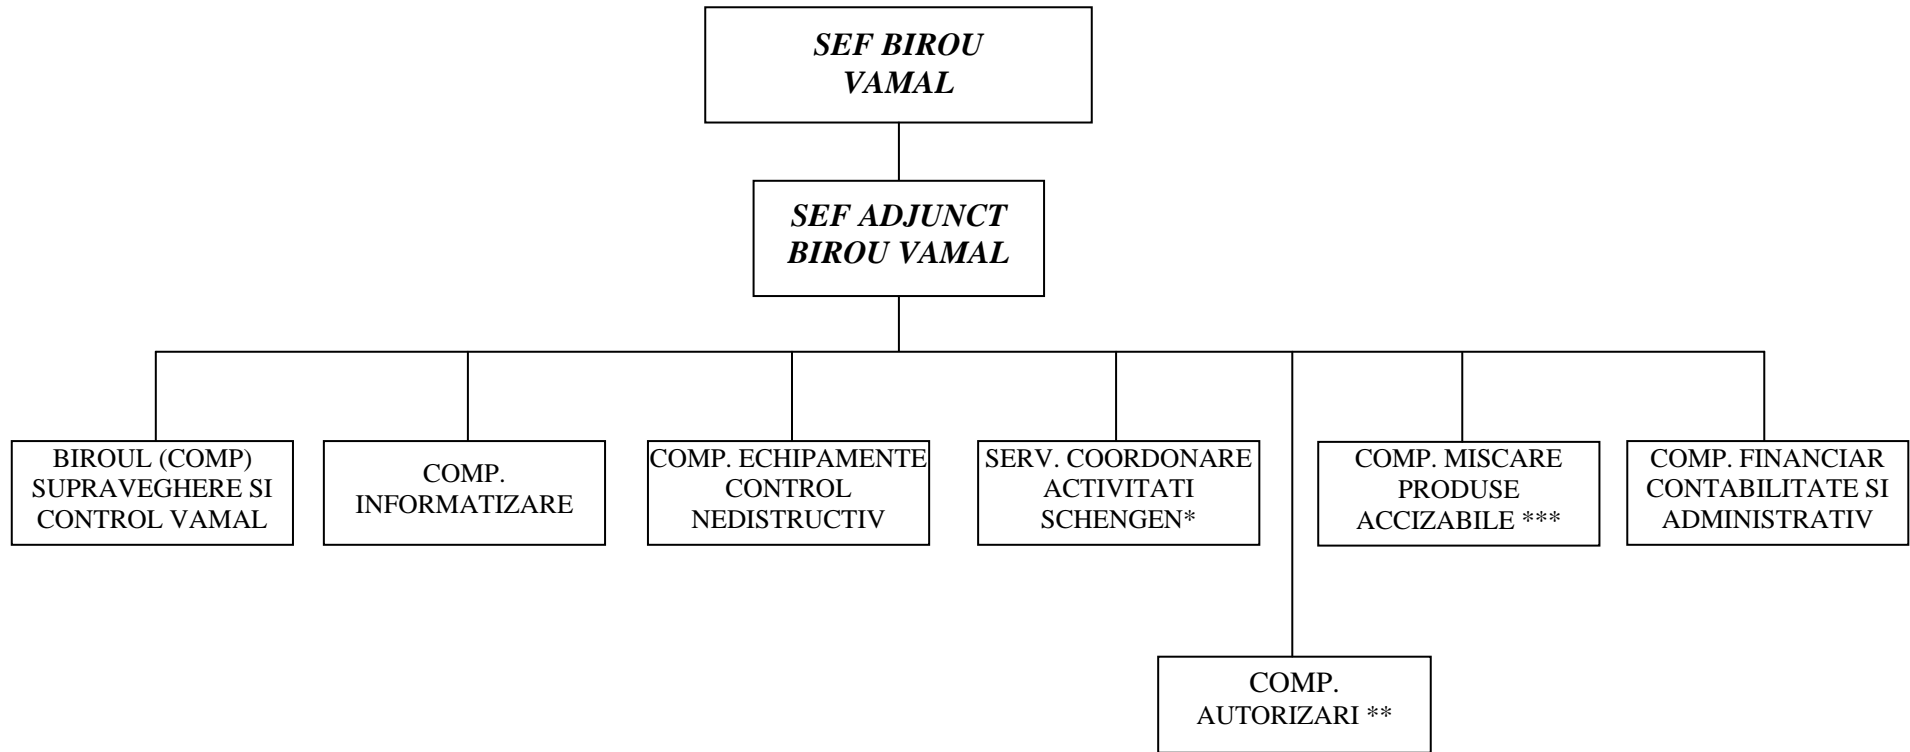 SEF BIROU
VAMAL
SEF ADJUNCT
BIROU VAMAL
BIROUL (COMP)
SUPRAVEGHERE SI
CONTROL VAMAL
COMP.
INFORMATIZARE
COMP. ECHIPAMENTE
CONTROL
NEDISTRUCTIV
SERV. COORDONARE
ACTIVITATI
SCHENGEN*
COMP. MISCARE
PRODUSE
ACCIZABILE ***
COMP. FINANCIAR
CONTABILITATE SI
ADMINISTRATIV
COMP.
AUTORIZARI **